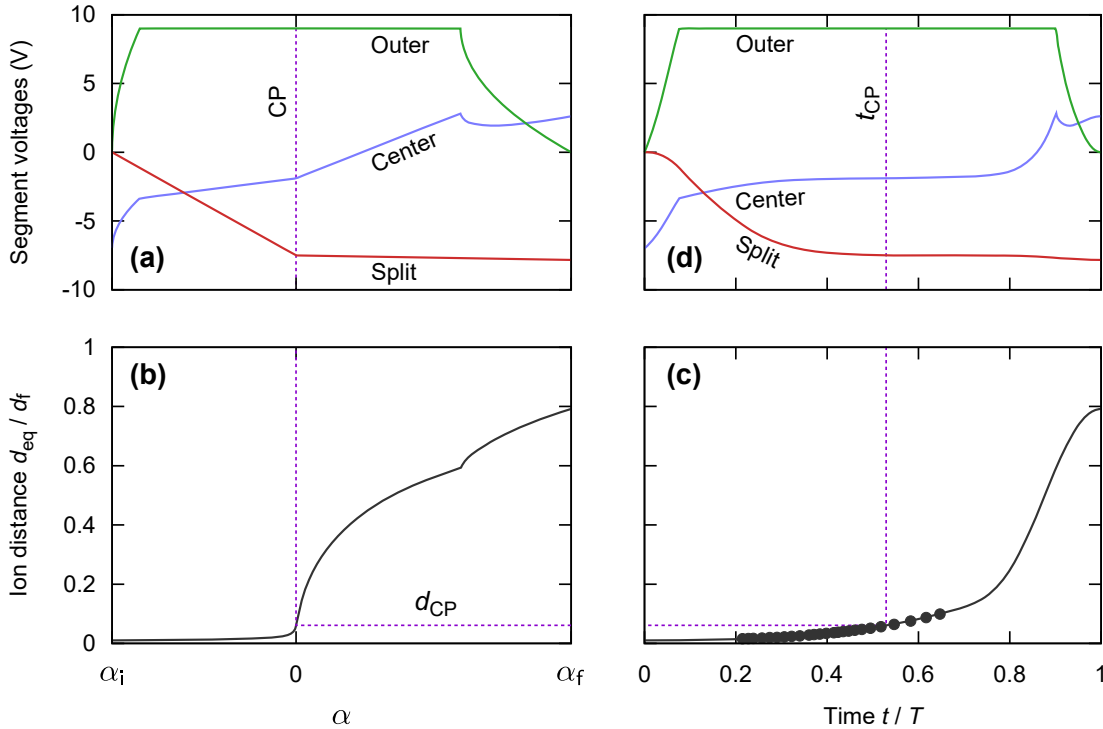 Segment voltages (V)
10
5
0
-5
-10
Outer
CP
Center
Split
(a)
Outer
tCP
Center
Split
(d)
Ion distance deq / df
1
0.8
0.6
0.4
0.2
0
(b)
dCP
αi
0
αf
α
(c)
0
0.2
0.4
0.6
0.8
1
Time t / T